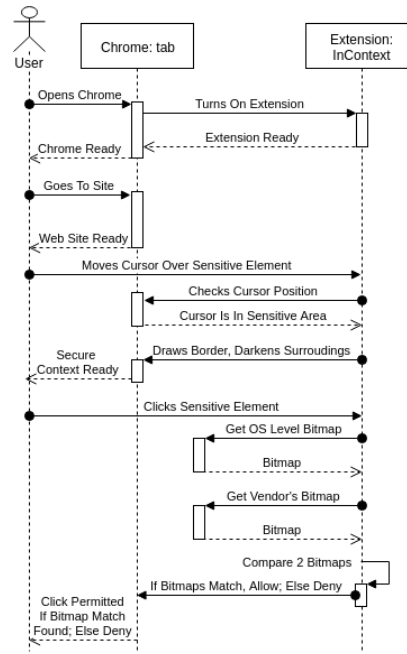 User
Chrome: tab
Extension:
InContext
Opens Chrome
Turns On Extension
Extension Ready
Chrome Ready
Goes To Site
Web Site Ready
Moves Cursor Over Sensitive Element
Checks Cursor Position
Cursor Is In Sensitive Area
Draws Border, Darkens Surroudings
Secure
Context Ready
Clicks Sensitive Element
Get OS Level Bitmap
Bitmap
Get Vendor's Bitmap
Bitmap
Compare 2 Bitmaps
If Bitmaps Match, Allow; Else Deny
Click Permitted
If Bitmap Match
Found; Else Deny